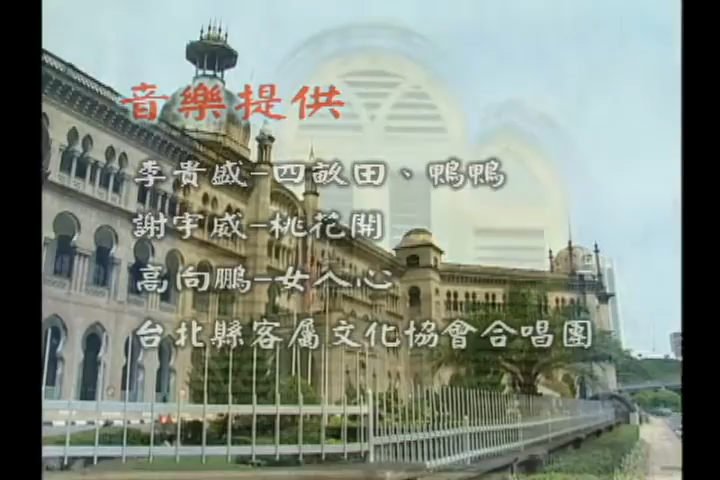 音樂提供
李貴盛-四畝田、鴨鴨
謝宇威-桃花開
高向鵬-女人心
台北縣客屬文化協會合唱團